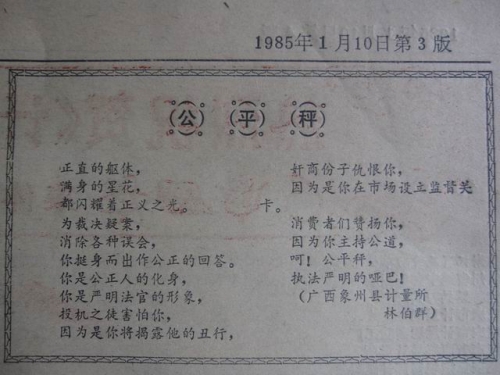 1985年1月10日第3版
公平秤
正直的躯体,
满身的星花,
都闪耀着正义之光。
为裁决疑案,
消除各种误会,
你挺身而出作公正的回答。
你是公正人的化身,
你是严明法官的形象,
投机之徒害怕你,
因为是你将揭露他的丑行,
奸商份子仇恨你,
因为是你在市场设立监督关
卡。
消费者们赞扬你,
因为你主持公道,
呵!公平秤,
执法严明的哑巴!
(广西象州县计量所
林伯群)